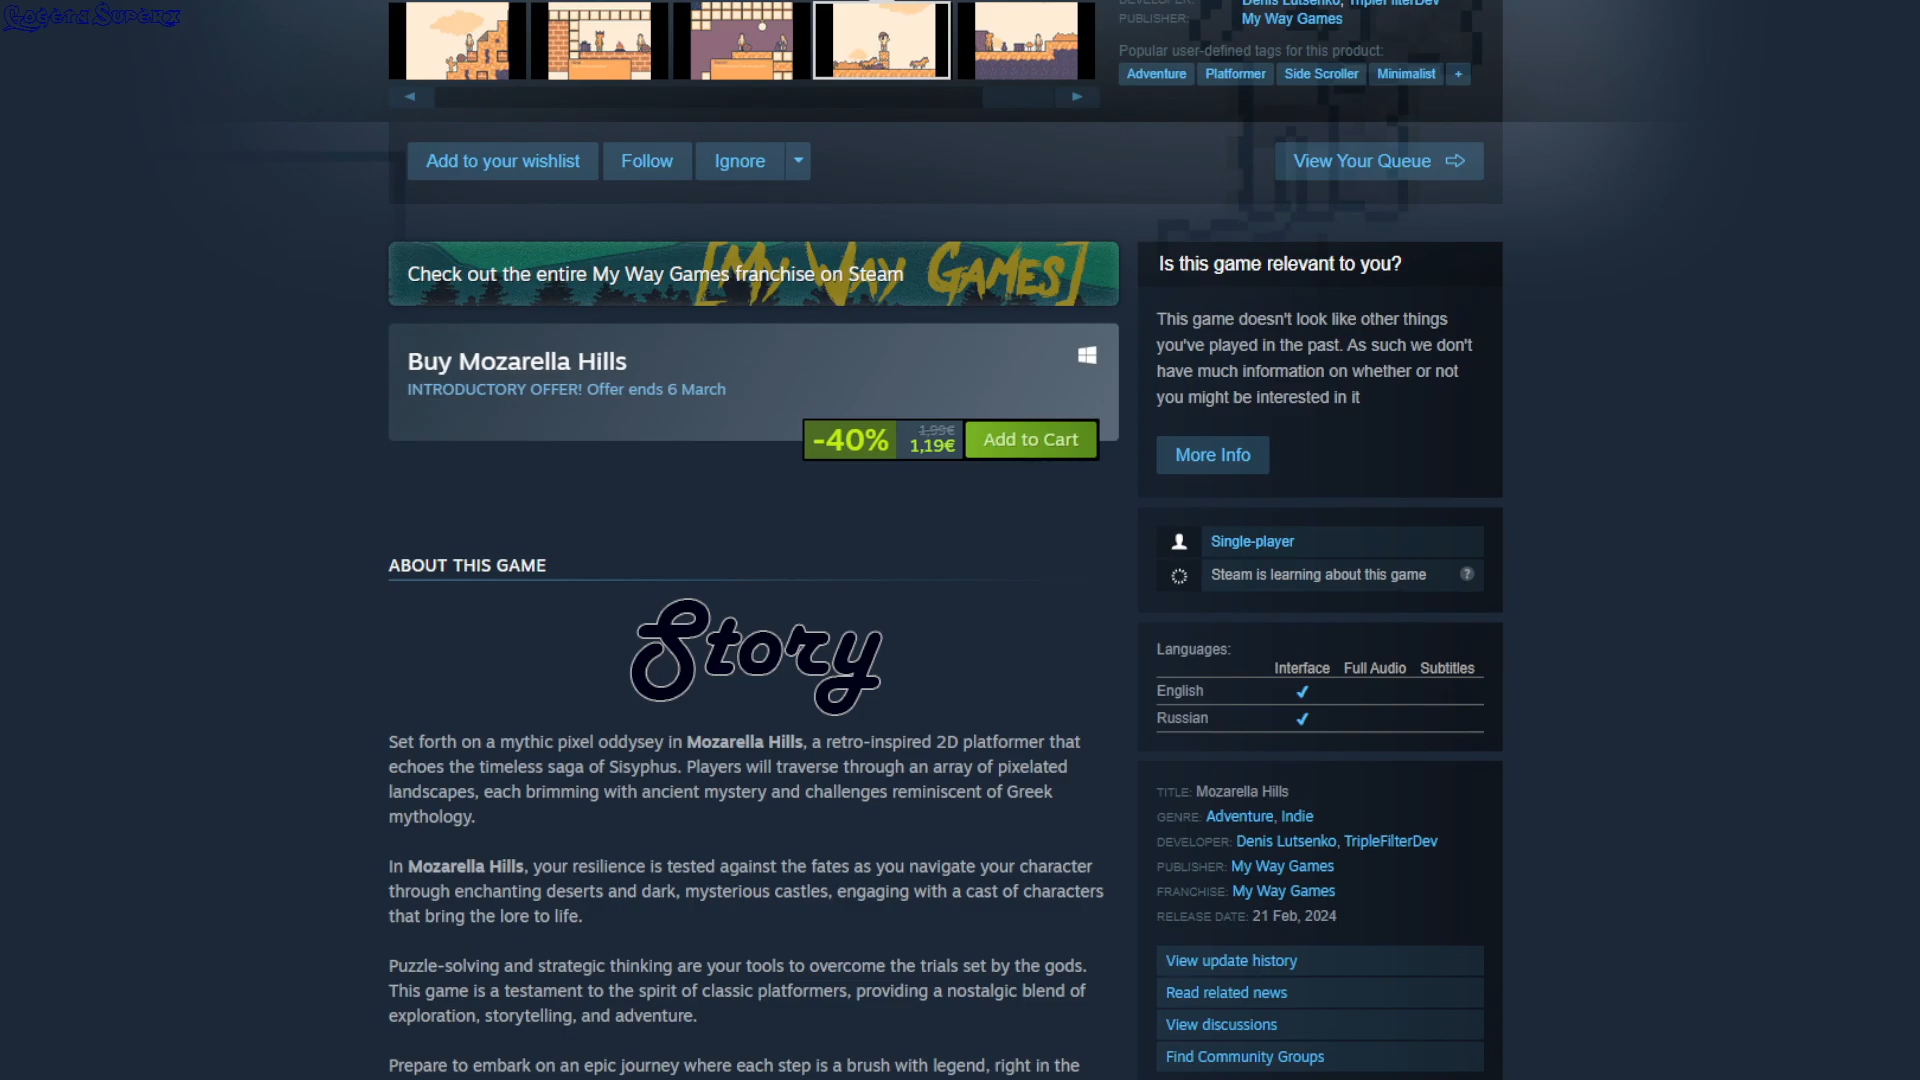 Logera Superx
DEVELOPER: Denis Lutsenko, TripleFilterDev
PUBLISHER: My Way Games
Popular user-defined tags for this product:
Adventure Platformer Side Scroller Minimalist +
Add to your wishlist Follow Ignore
View Your Queue
Check out the entire My Way Games franchise on Steam
[My Way Games]
Buy Mozarella Hills
INTRODUCTORY OFFER! Offer ends 6 March
-40% 1,99€ 1,19€ Add to Cart
ABOUT THIS GAME
Story
Set forth on a mythic pixel oddysey in Mozarella Hills, a retro-inspired 2D platformer that
echoes the timeless saga of Sisyphus. Players will traverse through an array of pixelated
landscapes, each brimming with ancient mystery and challenges reminiscent of Greek
mythology.
In Mozarella Hills, your resilience is tested against the fates as you navigate your character
through enchanting deserts and dark, mysterious castles, engaging with a cast of characters
that bring the lore to life.
Puzzle-solving and strategic thinking are your tools to overcome the trials set by the gods.
This game is a testament to the spirit of classic platformers, providing a nostalgic blend of
exploration, storytelling, and adventure.
Prepare to embark on an epic journey where each step is a brush with legend, right in the
Is this game relevant to you?
This game doesn't look like other things
you've played in the past. As such we don't
have much information on whether or not
you might be interested in it
More Info
Single-player
Steam is learning about this game ?
Languages:
Interface Full Audio Subtitles
English ✔
Russian ✔
TITLE: Mozarella Hills
GENRE: Adventure, Indie
DEVELOPER: Denis Lutsenko, TripleFilterDev
PUBLISHER: My Way Games
FRANCHISE: My Way Games
RELEASE DATE: 21 Feb, 2024
View update history
Read related news
View discussions
Find Community Groups